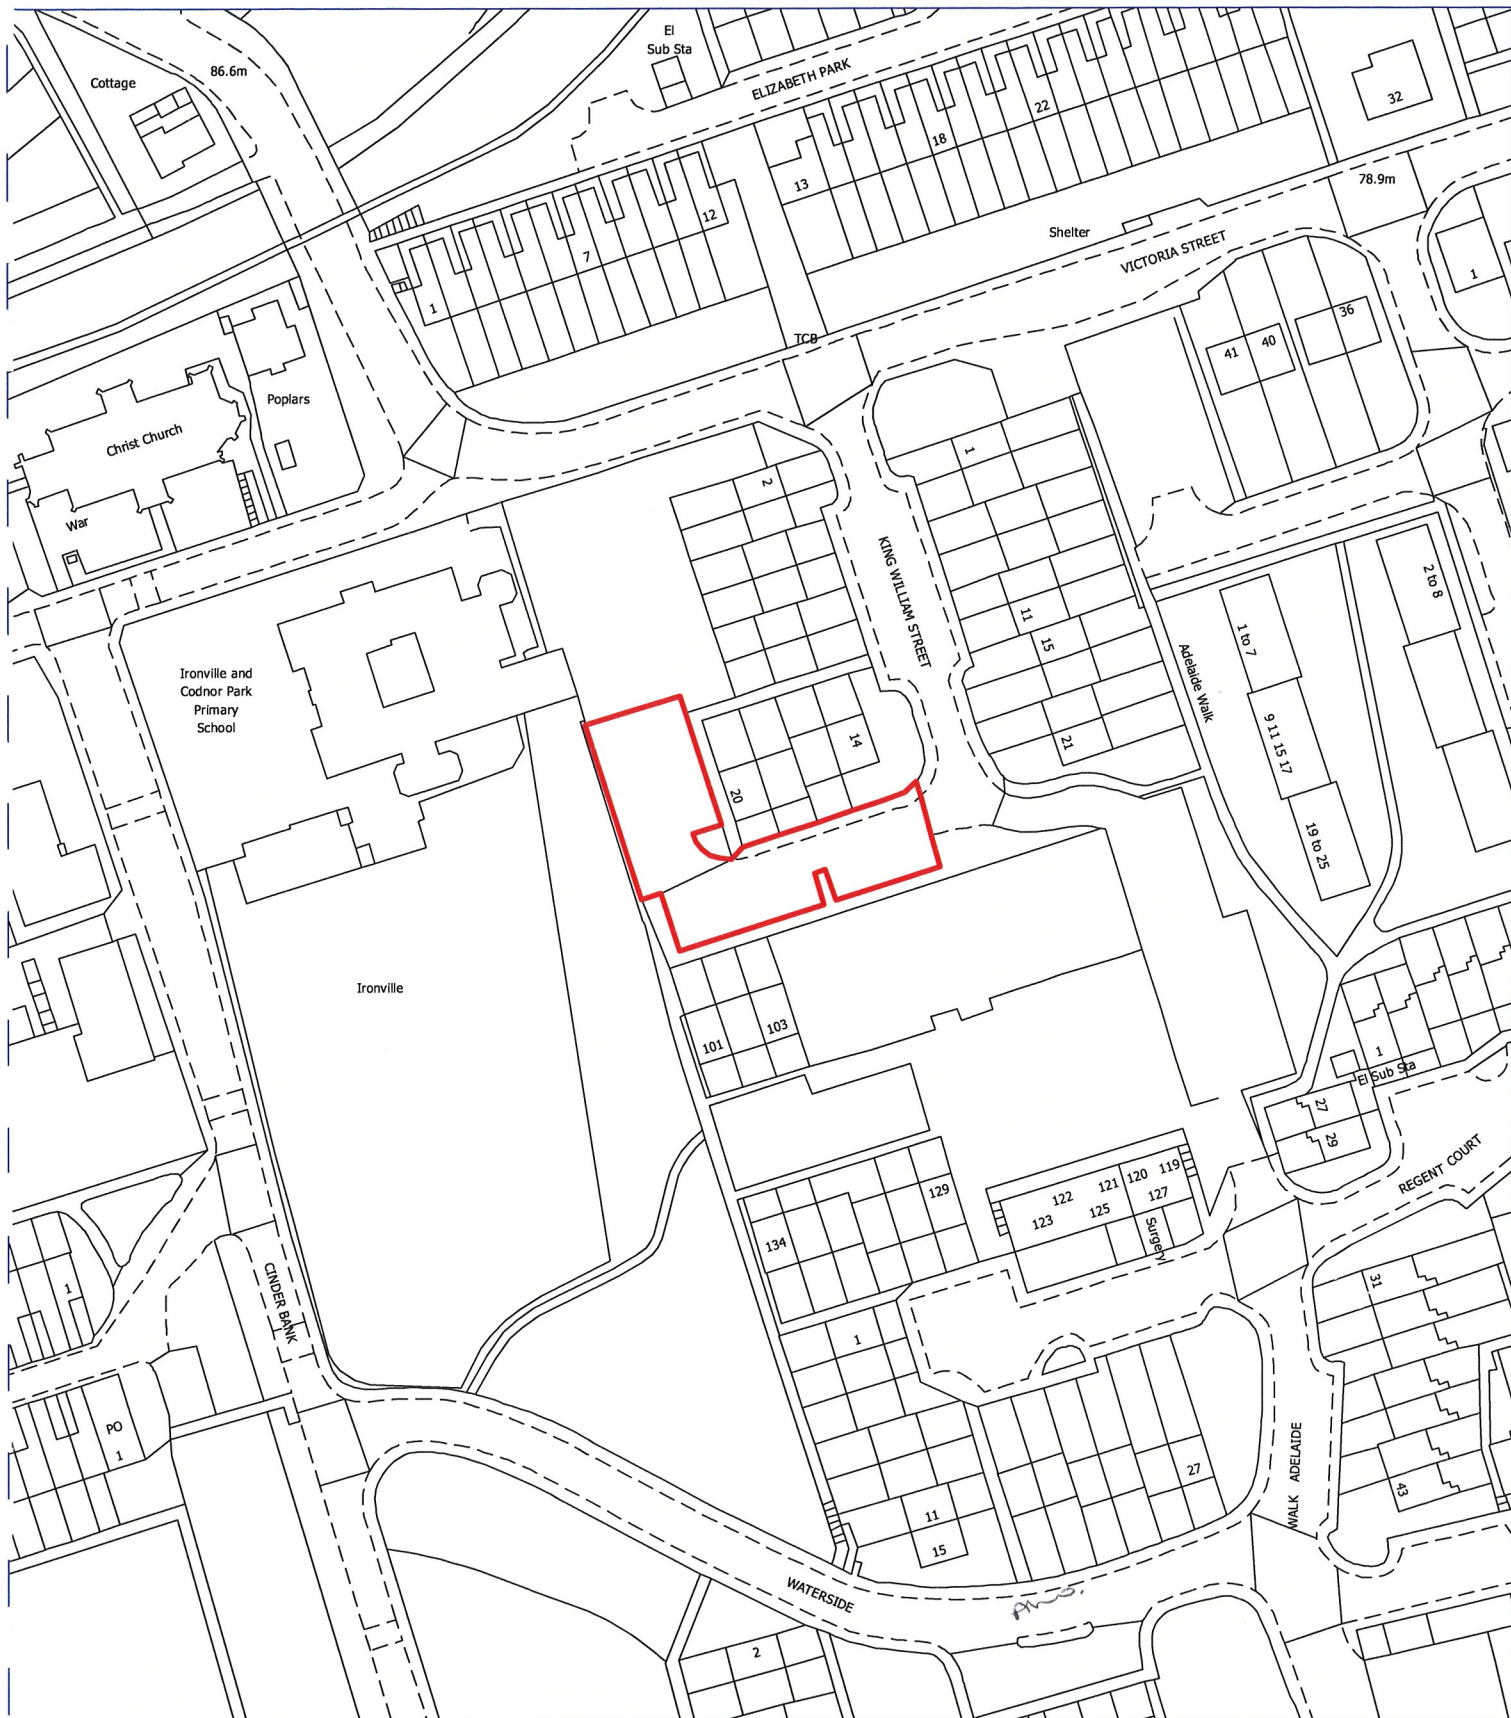 El
Sub Sta
Cottage
86.6m
ELIZABETH PARK
32
22
18
13
78.9m
12
7
1
Shelter
VICTORIA STREET
1
TCB
36
40
41
Poplars
Christ Church
1
2
War
KING WILLIAM STREET
2 to 8
11
15
1 to 7
Adelaide Walk
Ironville and
Codnor Park
Primary
School
14
21
9 11 15 17
20
19 to 25
Ironville
103
101
1
El Sub Sta
27
29
REGENT COURT
122
121
120
119
123
125
127
Surgery
129
134
1
CINDER BANK
31
1
PO
1
27
43
WALK ADELAIDE
11
15
WATERSIDE
2